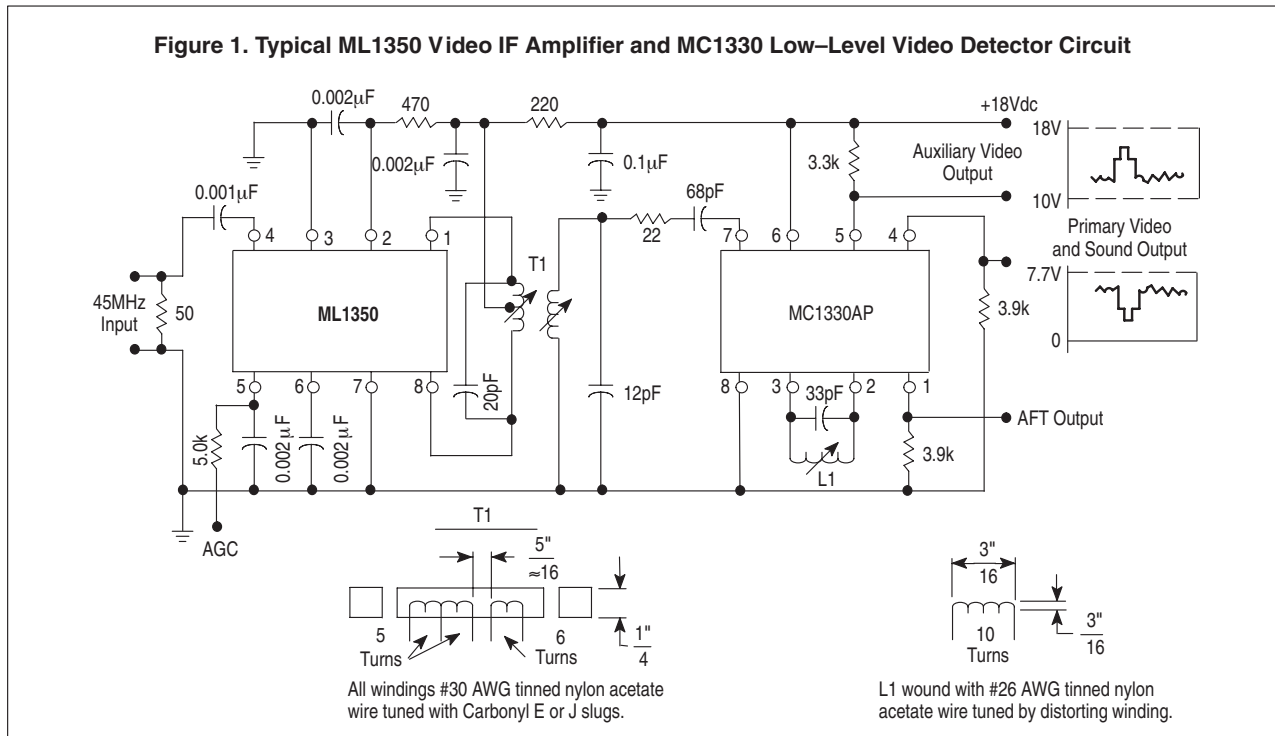 Figure 1. Typical ML1350 Video IF Amplifier and MC1330 Low–Level Video Detector Circuit
0.002μF
470
220
+18Vdc
18V
0.002μF
0.1μF
3.3k
Auxiliary Video
Output
10V
0.001μF
68pF
22
4
3
2
1
7
6
5
4
T1
Primary Video
and Sound Output
7.7V
45MHz
Input
50
ML1350
MC1330AP
3.9k
0
5
6
7
8
20pF
12pF
8
3
2
1
33pF
L1
AFT Output
3.9k
5.0k
0.002 μF
0.002 μF
AGC
T1
5"
≈16
5
Turns
6
Turns
1"
4
3"
16
10
Turns
3"
16
All windings #30 AWG tinned nylon acetate
wire tuned with Carbonyl E or J slugs.
L1 wound with #26 AWG tinned nylon
acetate wire tuned by distorting winding.